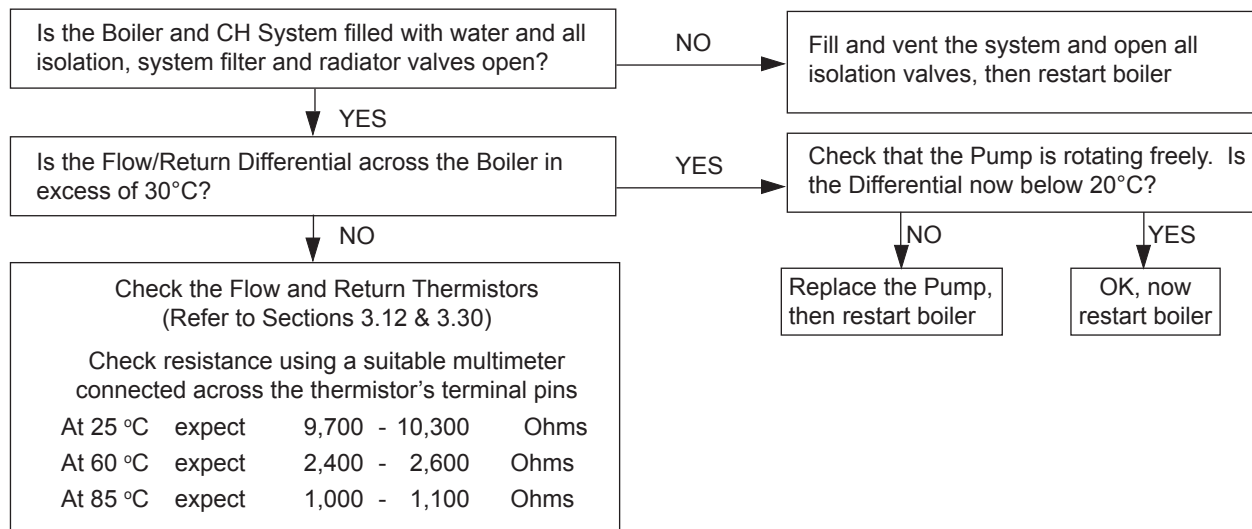 Is the Boiler and CH System filled with water and all
isolation, system filter and radiator valves open?
NO
Fill and vent the system and open all
isolation valves, then restart boiler
YES
Is the Flow/Return Differential across the Boiler in
excess of 30°C?
YES
Check that the Pump is rotating freely.  Is
the Differential now below 20°C?
NO
NO
YES
Check the Flow and Return Thermistors
(Refer to Sections 3.12 & 3.30)
Replace the Pump,
then restart boiler
OK, now
restart boiler
Check resistance using a suitable multimeter
connected across the thermistor's terminal pins
At 25 °C expect 9,700 - 10,300 Ohms
At 60 °C expect 2,400 - 2,600 Ohms
At 85 °C expect 1,000 - 1,100 Ohms